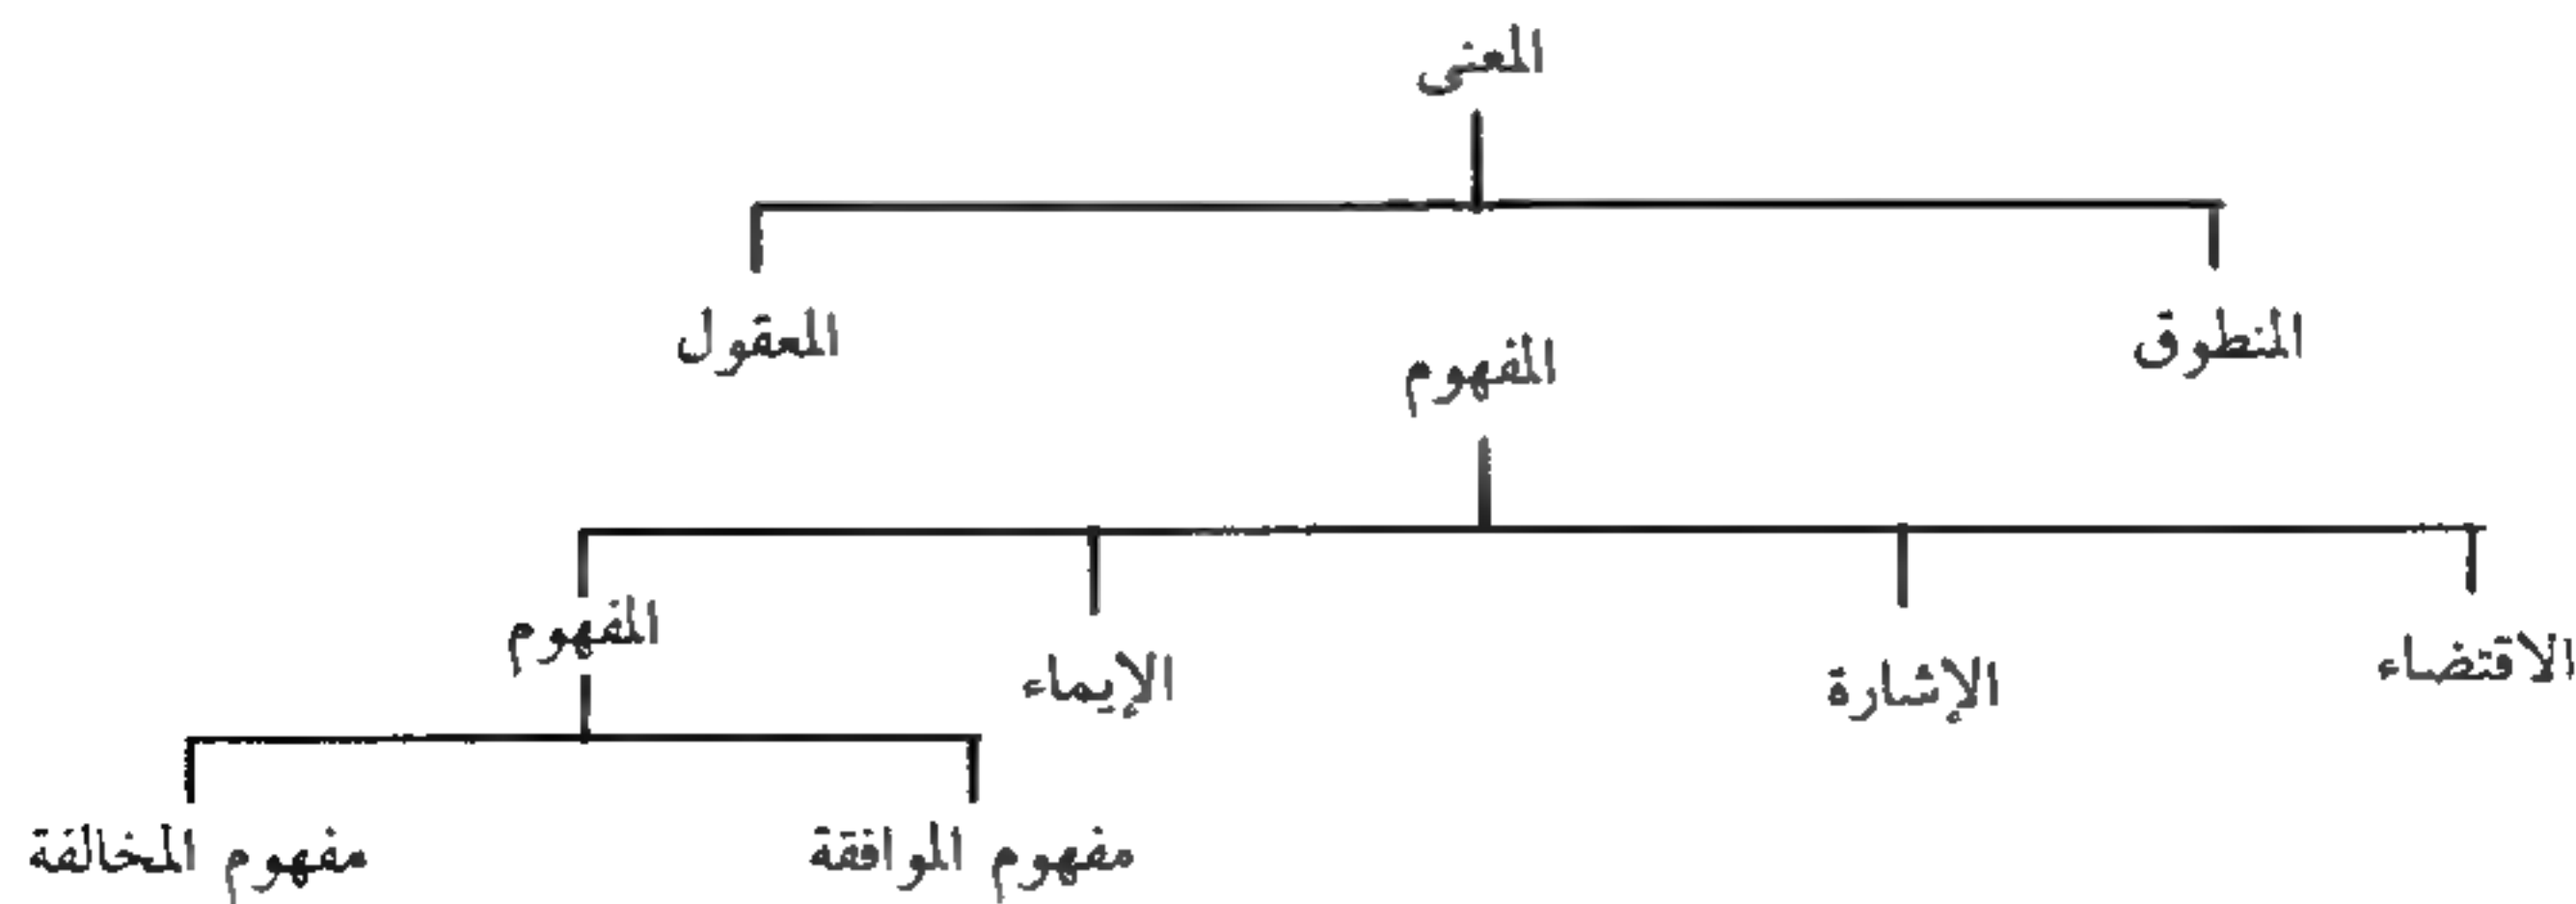 المعنى
المنطوق
المعقول
المفهوم
الاقتضاء
الإشارة
الإيماء
المفهوم
مفهوم الموافقة
مفهوم المخالفة